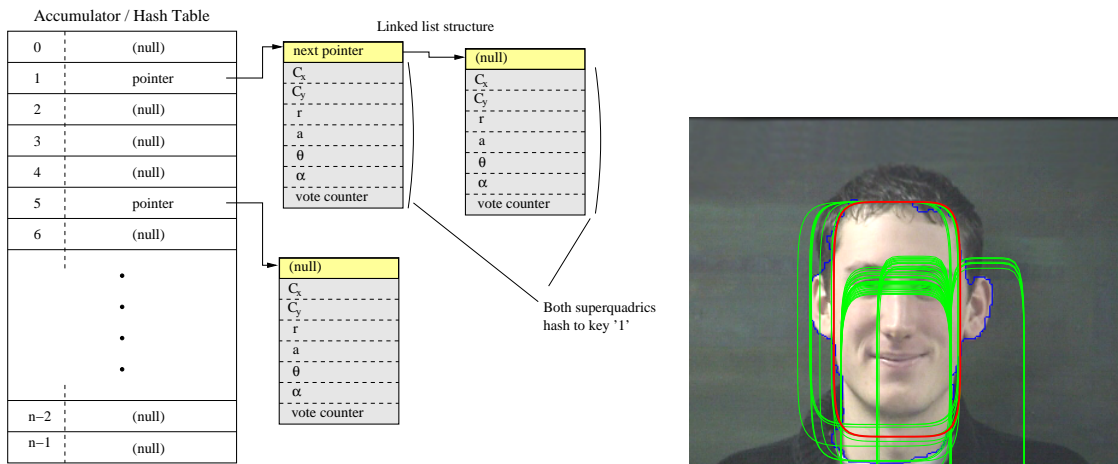 Accumulator / Hash Table
0 (null)
1 pointer
2 (null)
3 (null)
4 (null)
5 pointer
6 (null)
n−2 (null)
n−1 (null)
Linked list structure
next pointer
Cx
Cy
r
a
θ
α
vote counter
(null)
Cx
Cy
r
a
θ
α
vote counter
(null)
Cx
Cy
r
a
θ
α
vote counter
Both superquadrics
hash to key '1'